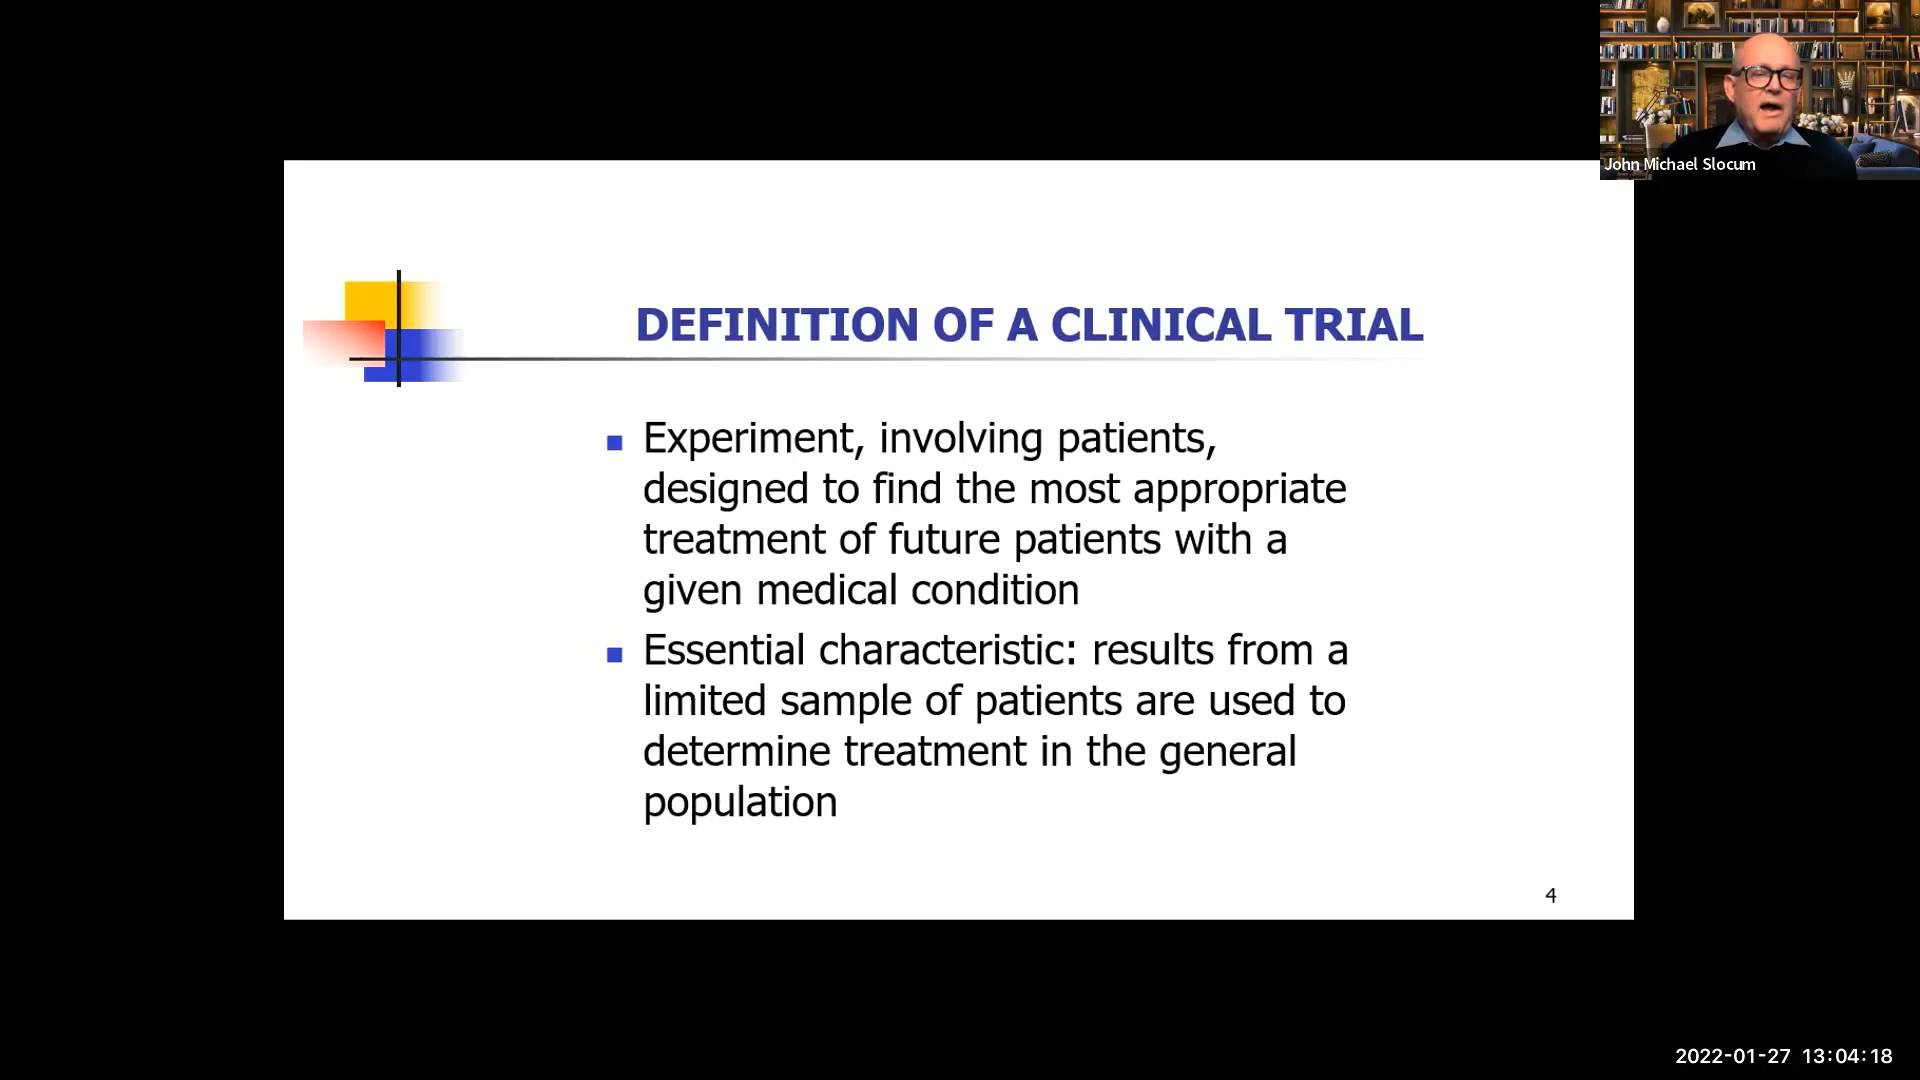 John Michael Slocum
DEFINITION OF A CLINICAL TRIAL
■ Experiment, involving patients,
designed to find the most appropriate
treatment of future patients with a
given medical condition
■ Essential characteristic: results from a
limited sample of patients are used to
determine treatment in the general
population
4
2022-01-27 13:04:18